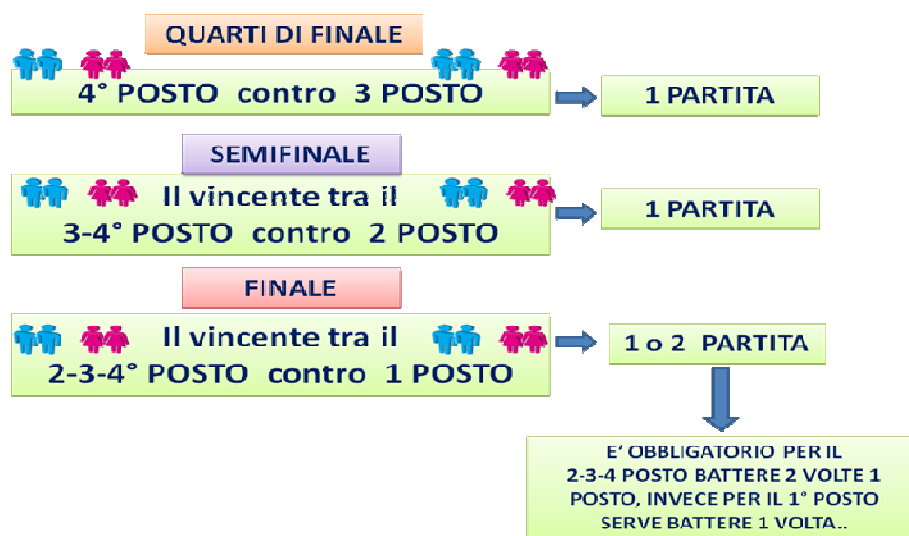 QUARTI DI FINALE
4° POSTO contro 3 POSTO
1 PARTITA
SEMIFINALE
Il vincente tra il
3-4° POSTO contro 2 POSTO
1 PARTITA
FINALE
Il vincente tra il
2-3-4° POSTO contro 1 POSTO
1 o 2 PARTITA
E' OBBLIGATORIO PER IL
2-3-4 POSTO BATTERE 2 VOLTE 1
POSTO, INVECE PER IL 1° POSTO
SERVE BATTERE 1 VOLTA..